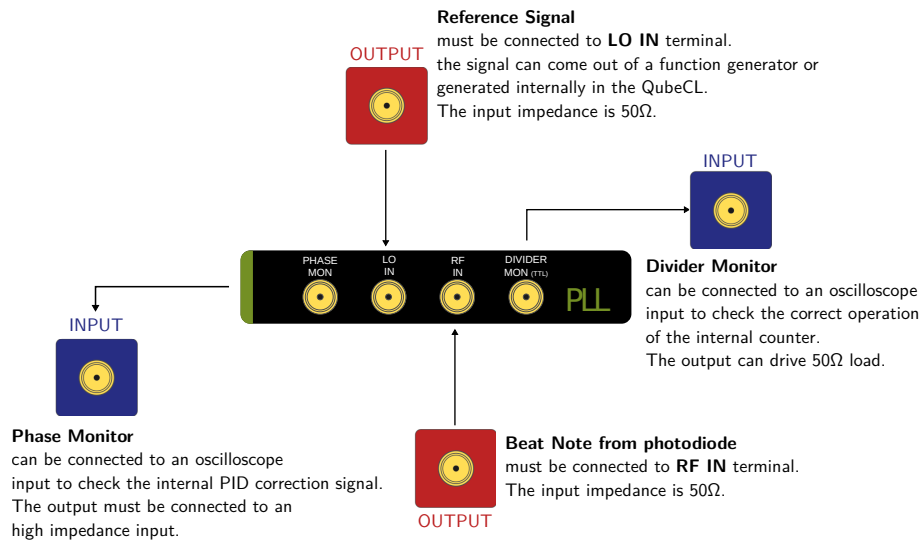 Reference Signal
must be connected to LO IN terminal.
the signal can come out of a function generator or
generated internally in the QubeCL.
The input impedance is 50Ω.
OUTPUT
INPUT
PHASE
MON
LO
IN
RF
IN
DIVIDER
MON (TTL)
PLL
Divider Monitor
can be connected to an oscilloscope
input to check the correct operation
of the internal counter.
The output can drive 50Ω load.
INPUT
Phase Monitor
can be connected to an oscilloscope
input to check the internal PID correction signal.
The output must be connected to an
high impedance input.
Beat Note from photodiode
must be connected to RF IN terminal.
The input impedance is 50Ω.
OUTPUT